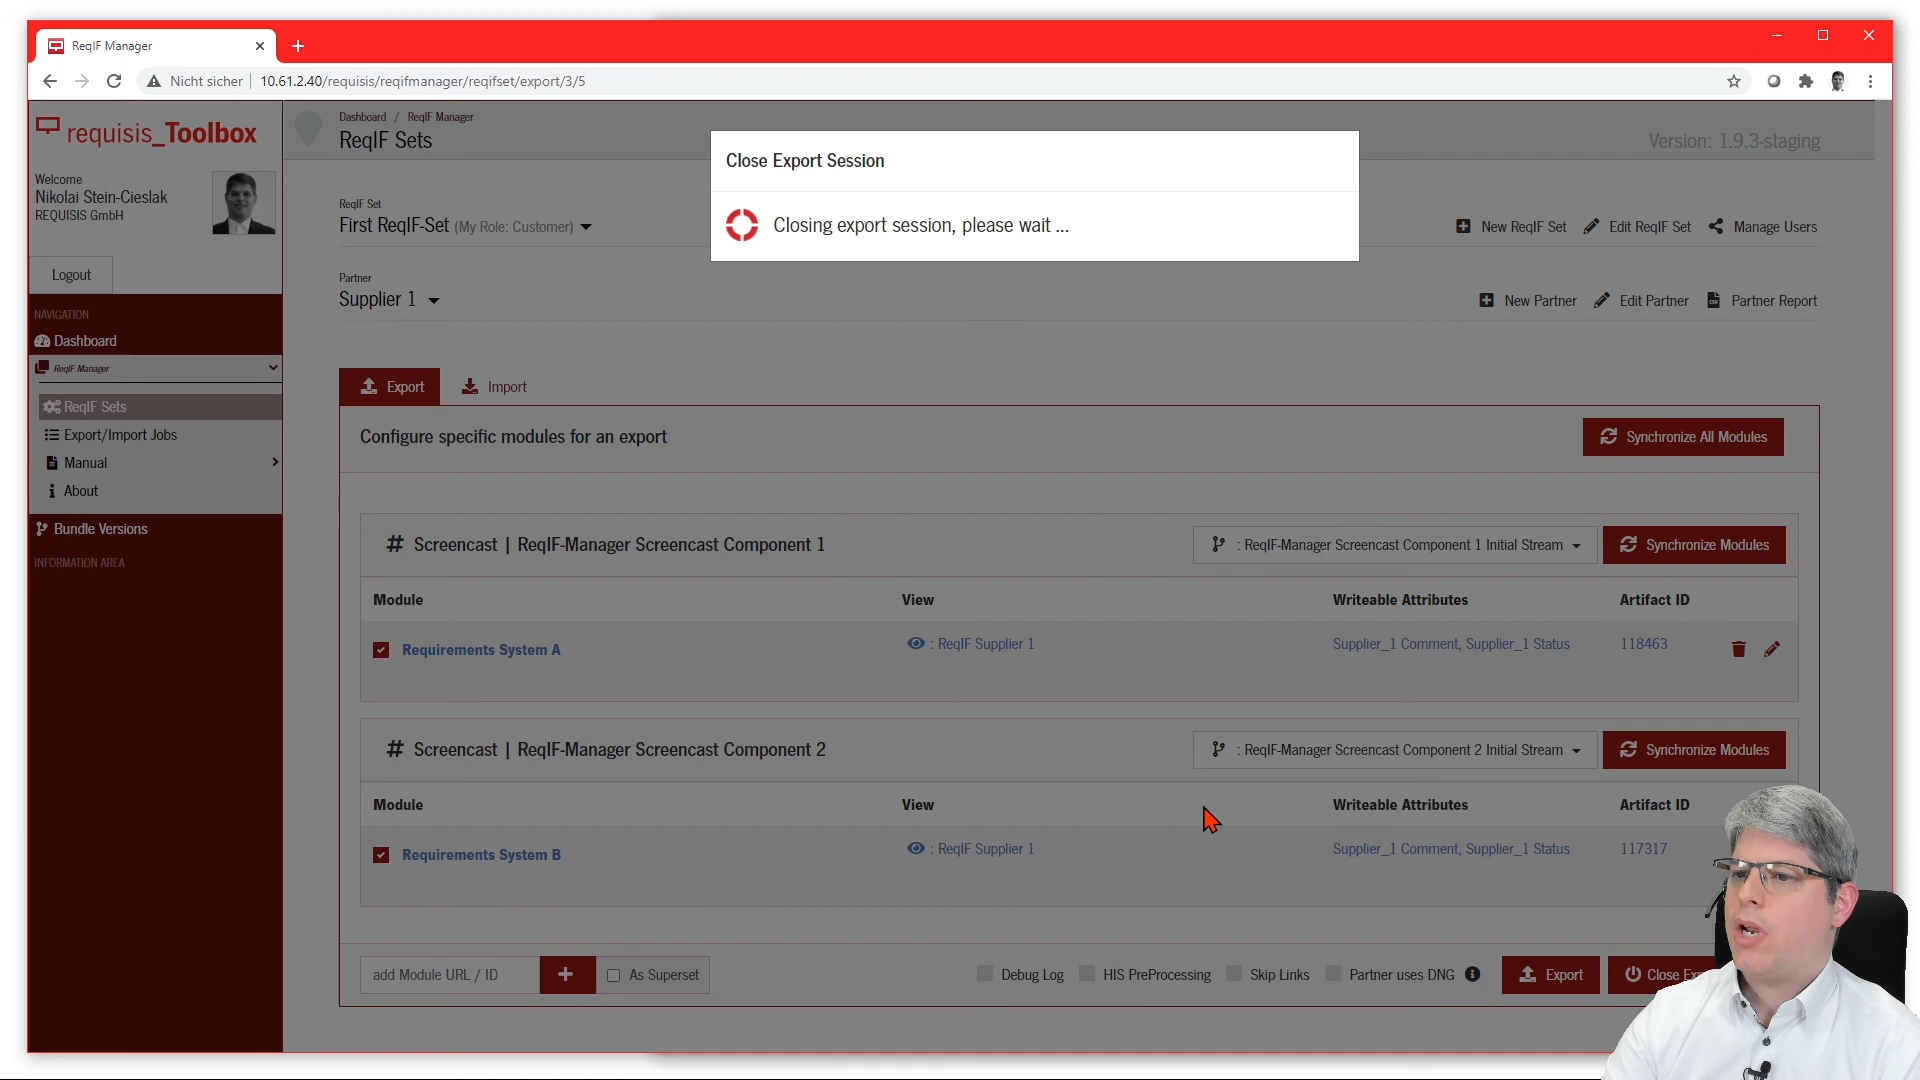 ReqIF Manager
Nicht sicher
10.61.2.40/requisis/reqifmanager/reqifset/export/3/5
requisis_Toolbox
Welcome
Nikolai Stein-Cieslak
REQUISIS GmbH
Logout
NAVIGATION
Dashboard
ReqIF Manager
ReqIF Sets
Export/Import Jobs
Manual
About
Bundle Versions
INFORMATION AREA
Dashboard / ReqIF Manager
ReqIF Sets
Version: 1.9.3-staging
Close Export Session
Closing export session, please wait ...
ReqIF Set
First ReqIF-Set (My Role: Customer)
New ReqIF Set
Edit ReqIF Set
Manage Users
Partner
Supplier 1
New Partner
Edit Partner
Partner Report
Export
Import
Configure specific modules for an export
Synchronize All Modules
# Screencast | ReqIF-Manager Screencast Component 1
: ReqIF-Manager Screencast Component 1 Initial Stream
Synchronize Modules
Module View Writeable Attributes Artifact ID
Requirements System A : ReqIF Supplier 1 Supplier_1 Comment, Supplier_1 Status 118463
# Screencast | ReqIF-Manager Screencast Component 2
: ReqIF-Manager Screencast Component 2 Initial Stream
Synchronize Modules
Module View Writeable Attributes Artifact ID
Requirements System B : ReqIF Supplier 1 Supplier_1 Comment, Supplier_1 Status 117317
add Module URL / ID
As Superset
Debug Log
HIS PreProcessing
Skip Links
Partner uses DNG
Export
Close